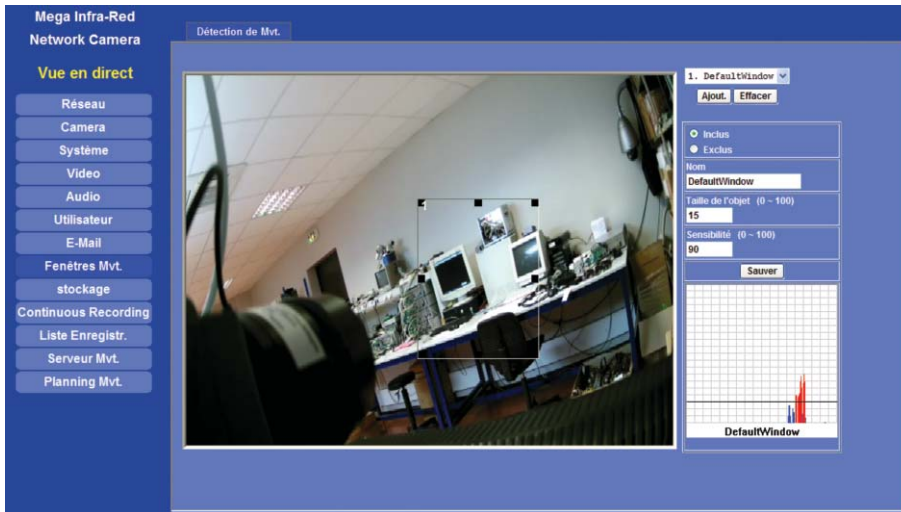 Mega Infra-Red
Network Camera
Vue en direct
Réseau
Camera
Système
Video
Audio
Utilisateur
E-Mail
Fenêtres Mvt.
stockage
Continuous Recording
Liste Enregistr.
Serveur Mvt.
Planning Mvt.
Détection de Mvt.
1
1. DefaultWindow
Ajout. Effacer
Inclus
Exclus
Nom
DefaultWindow
Taille de l'objet (0 ~ 100)
15
Sensibilité (0 ~ 100)
90
Sauver
DefaultWindow